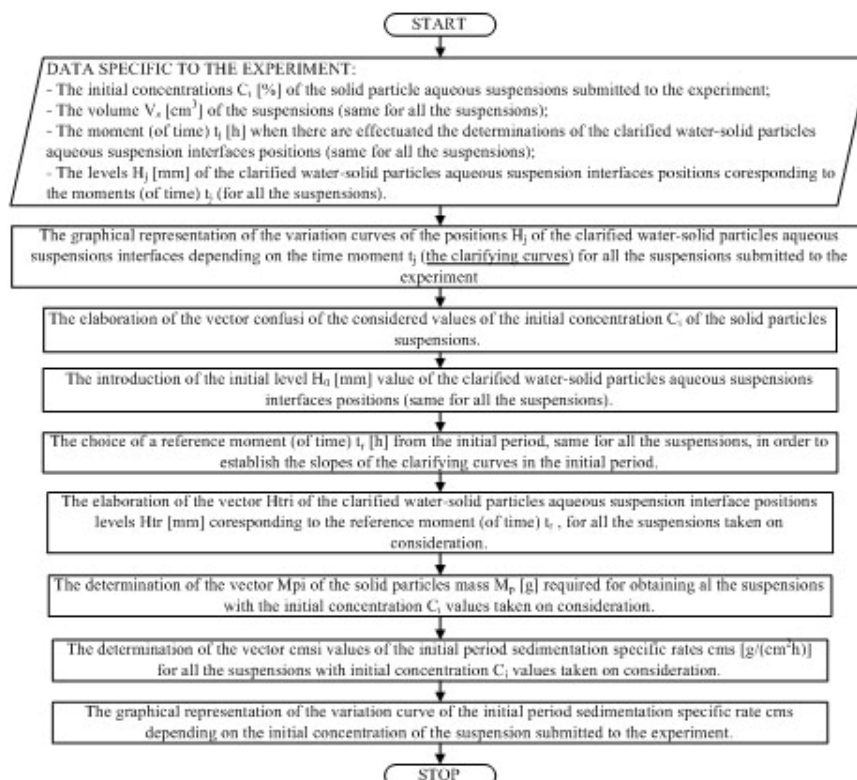 START
DATA SPECIFIC TO THE EXPERIMENT:
- The initial concentrations Ci [%] of the solid particle aqueous suspensions submitted to the experiment;
- The volume Vs [cm³] of the suspensions (same for all the suspensions);
- The moment (of time) tj [h] when there are effectuated the determinations of the clarified water-solid particles
aqueous suspension interfaces positions (same for all the suspensions);
- The levels Hj [mm] of the clarified water-solid particles aqueous suspension interfaces positions coresponding to
the moments (of time) tj (for all the suspensions).
The graphical representation of the variation curves of the positions Hj of the clarified water-solid particles aqueous
suspensions interfaces depending on the time moment tj (the clarifying curves) for all the suspensions submitted to the
experiment
The elaboration of the vector confusi of the considered values of the initial concentration Ci of the solid particles
suspensions.
The introduction of the initial level H0 [mm] value of the clarified water-solid particles aqueous suspensions
interfaces positions (same for all the suspensions).
The choice of a reference moment (of time) tr [h] from the initial period, same for all the suspensions, in order to
establish the slopes of the clarifying curves in the initial period.
The elaboration of the vector Htri of the clarified water-solid particles aqueous suspension interface positions
levels Htr [mm] coresponding to the reference moment (of time) tr , for all the suspensions taken on
consideration.
The determination of the vector Mpi of the solid particles mass Mp [g] required for obtaining al the suspensions
with the initial concentration Ci values taken on consideration.
The determination of the vector cmsi values of the initial period sedimentation specific rates cms [g/(cm²h)]
for all the suspensions with initial concentration Ci values taken on consideration.
The graphical representation of the variation curve of the initial period sedimentation specific rate cms
depending on the initial concentration of the suspension submitted to the experiment.
STOP